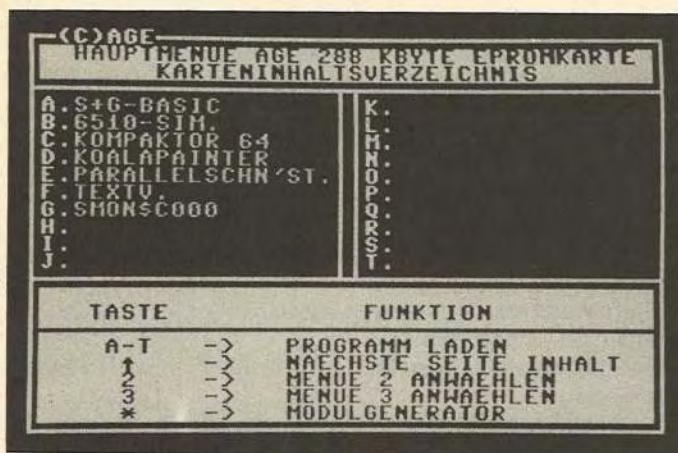 (C)AGE
HAUPTMENUE AGE 288 KBYTE EPROMKARTE
KARTENINHALTSVERZEICHNIS
A.S+G-BASIC
B.6510-SIM.
C.KOMPAKTOR 64
D.KOALAPAINTER
E.PARALLELSCHN'ST.
F.TEXTV.
G.SMON$C000
H.
I.
J.
K.
L.
M.
N.
O.
P.
Q.
R.
S.
T.
TASTE FUNKTION
A-T -> PROGRAMM LADEN
↑ -> NAECHSTE SEITE INHALT
2 -> MENUE 2 ANWAEHLEN
3 -> MENUE 3 ANWAEHLEN
* -> MODULGENERATOR